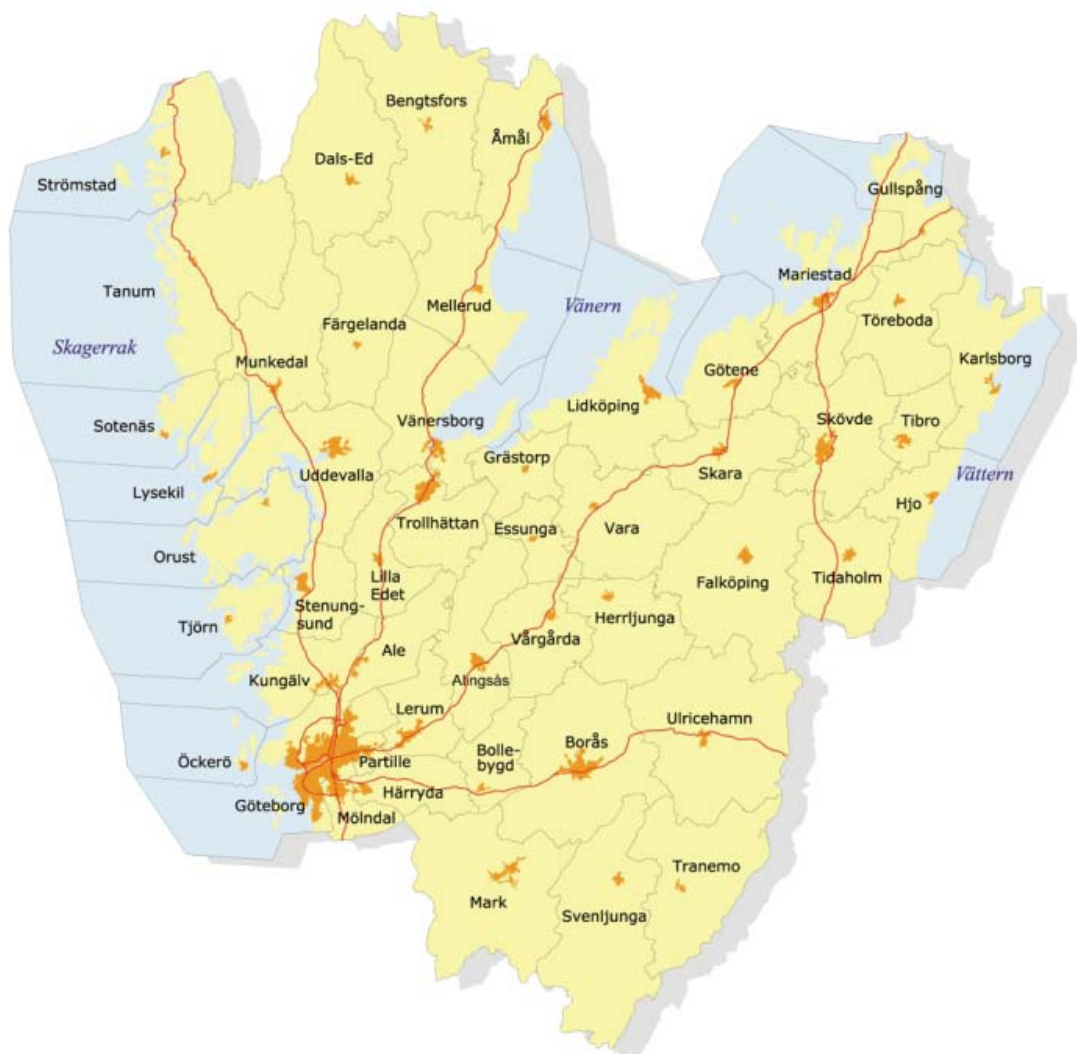 Bengtsfors
Åmål
Dals-Ed
Strömstad
Gullspång
Mariestad
Tanum
Mellerud
Vänern
Töreboda
Färgelanda
Skagerrak
Karlsborg
Munkedal
Götene
Lidköping
Sotenäs
Vänersborg
Skövde
Tibro
Uddevalla
Grästorp
Skara
Vättern
Lysekil
Hjo
Trollhättan
Essunga
Vara
Orust
Lilla
Edet
Falköping
Tidaholm
Stenung-
sund
Herrljunga
Tjörn
Vårgårda
Ale
Kungälv
Alingsås
Lerum
Ulricehamn
Bolle-
bygd
Borås
Öckerö
Partille
Härryda
Göteborg
Mölndal
Tranemo
Mark
Svenljunga